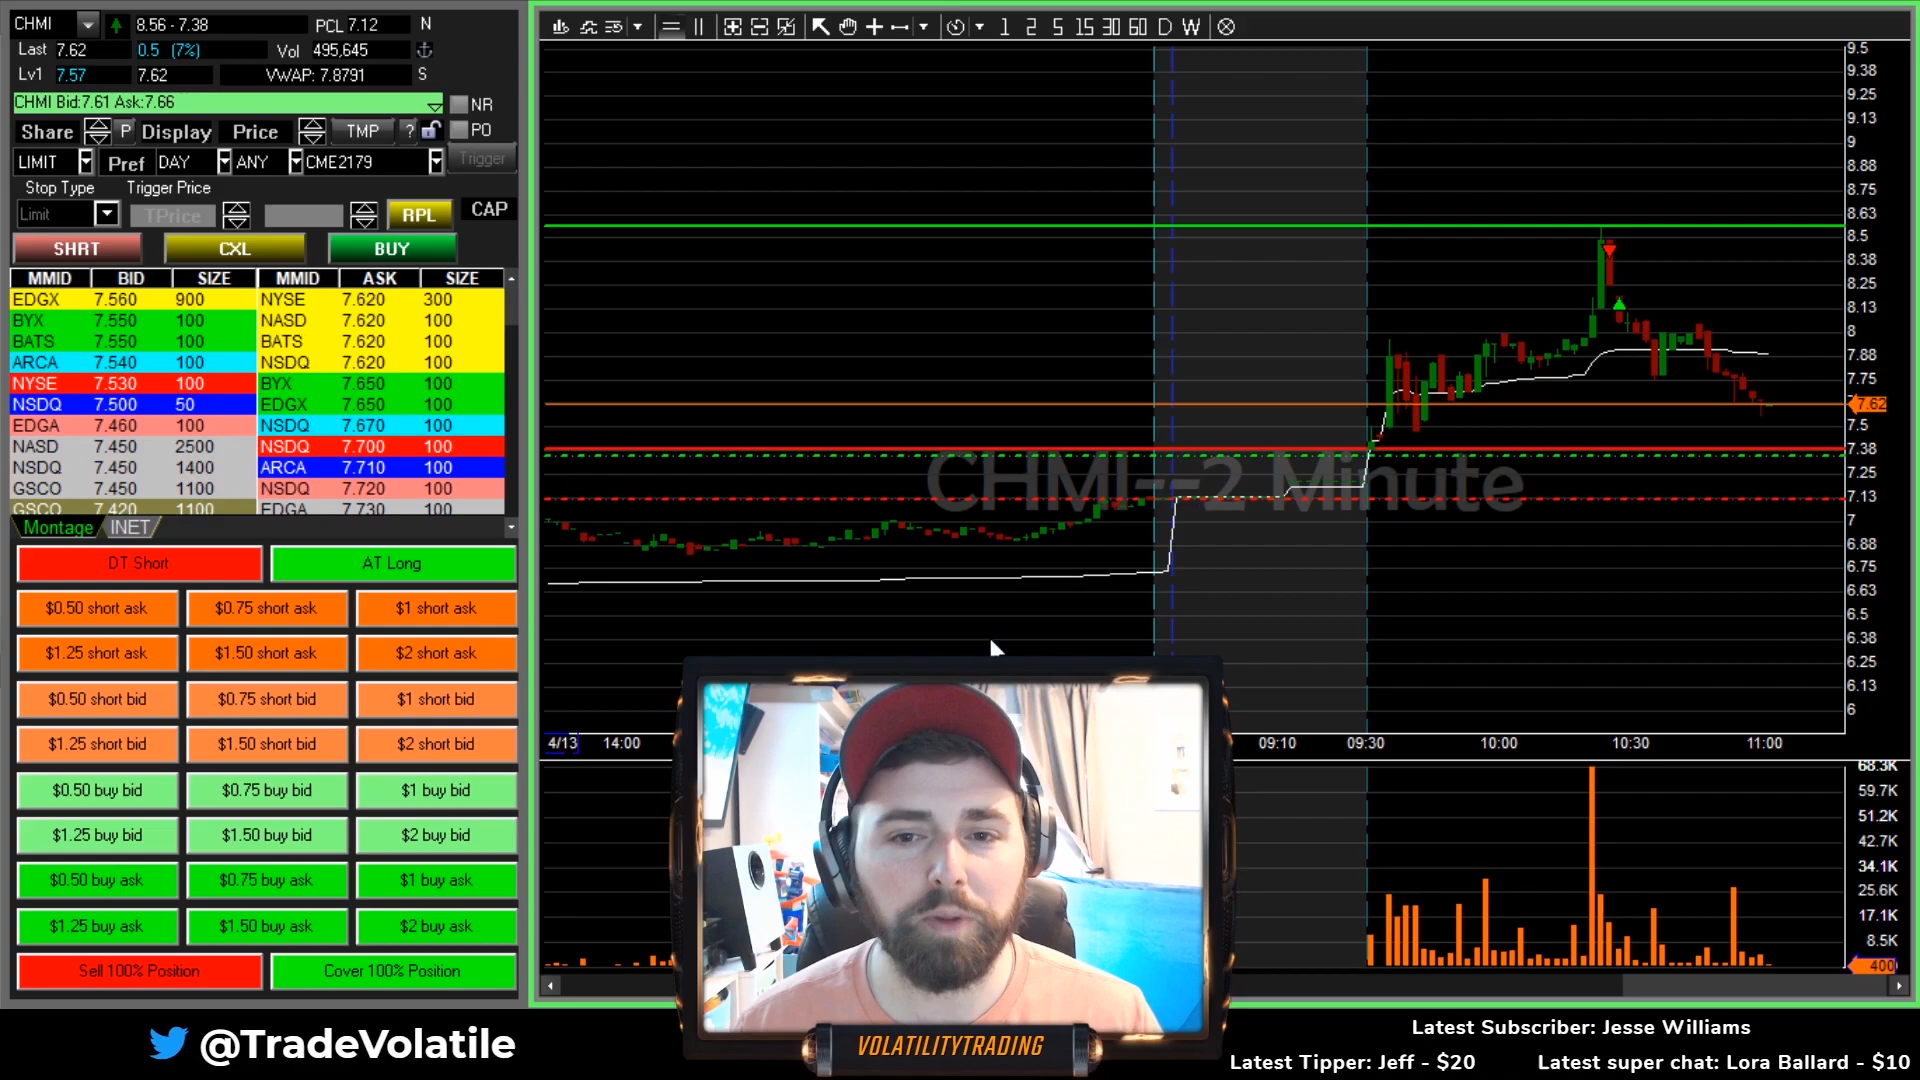 CHMI 8.56 - 7.38 PCL 7.12 N
Last 7.62 0.5 (7%) Vol 495,645
Lv1 7.57 7.62 VWAP: 7.8791 S
CHMI Bid:7.61 Ask:7.66 NR
Share P Display Price TMP ? PO
LIMIT Pref DAY ANY CME2179 Trigger
Stop Type Trigger Price
Limit TPrice RPL CAP
SHRT CXL BUY
MMID BID SIZE MMID ASK SIZE
EDGX 7.560 900 NYSE 7.620 300
BYX 7.550 100 NASD 7.620 100
BATS 7.550 100 BATS 7.620 100
ARCA 7.540 100 NSDQ 7.620 100
NYSE 7.530 100 BYX 7.650 100
NSDQ 7.500 50 EDGX 7.650 100
EDGA 7.460 100 NSDQ 7.670 100
NASD 7.450 2500 NSDQ 7.700 100
NSDQ 7.450 1400 ARCA 7.710 100
GSCO 7.450 1100 NSDQ 7.720 100
GSCO 7.420 1100 EDGA 7.730 100
Montage INET
DT Short AT Long
$0.50 short ask $0.75 short ask $1 short ask
$1.25 short ask $1.50 short ask $2 short ask
$0.50 short bid $0.75 short bid $1 short bid
$1.25 short bid $1.50 short bid $2 short bid
$0.50 buy bid $0.75 buy bid $1 buy bid
$1.25 buy bid $1.50 buy bid $2 buy bid
$0.50 buy ask $0.75 buy ask $1 buy ask
$1.25 buy ask $1.50 buy ask $2 buy ask
Sell 100% Position Cover 100% Position
1 2 5 15 30 60 D W
9.5
9.38
9.25
9.13
9
8.88
8.75
8.63
8.5
8.38
8.25
8.13
8
7.88
7.75
7.62
7.5
7.38
7.25
7.13
7
6.88
6.75
6.63
6.5
6.38
6.25
6.13
6
CHMI--2 Minute
4/13 14:00 09:10 09:30 10:00 10:30 11:00
68.3K
59.7K
51.2K
42.7K
34.1K
25.6K
17.1K
8.5K
400
VOLATILITYTRADING
@TradeVolatile
Latest Subscriber: Jesse Williams
Latest Tipper: Jeff - $20 Latest super chat: Lora Ballard - $10